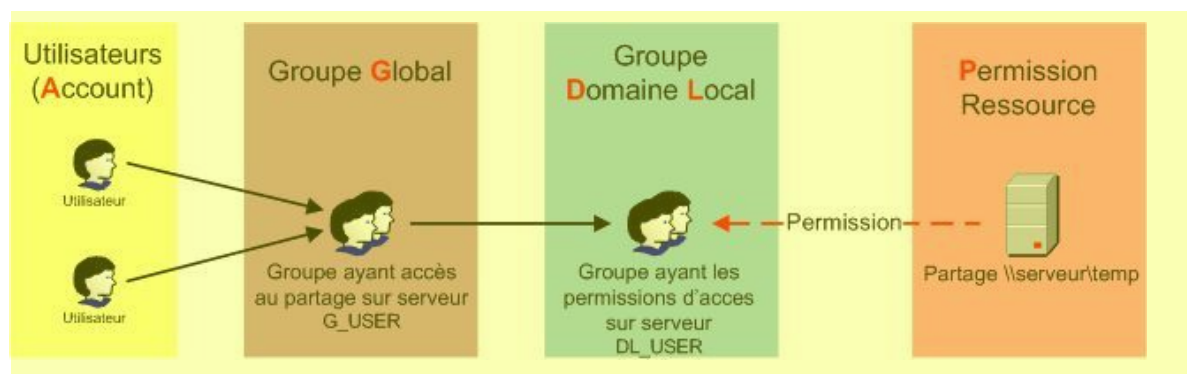 Utilisateurs
(Account)
Utilisateur
Utilisateur
Groupe Global
Groupe ayant accès
au partage sur serveur
G_USER
Groupe
Domaine Local
Groupe ayant les
permissions d'acces
sur serveur
DL_USER
Permission
Permission
Ressource
Partage \\serveur\temp